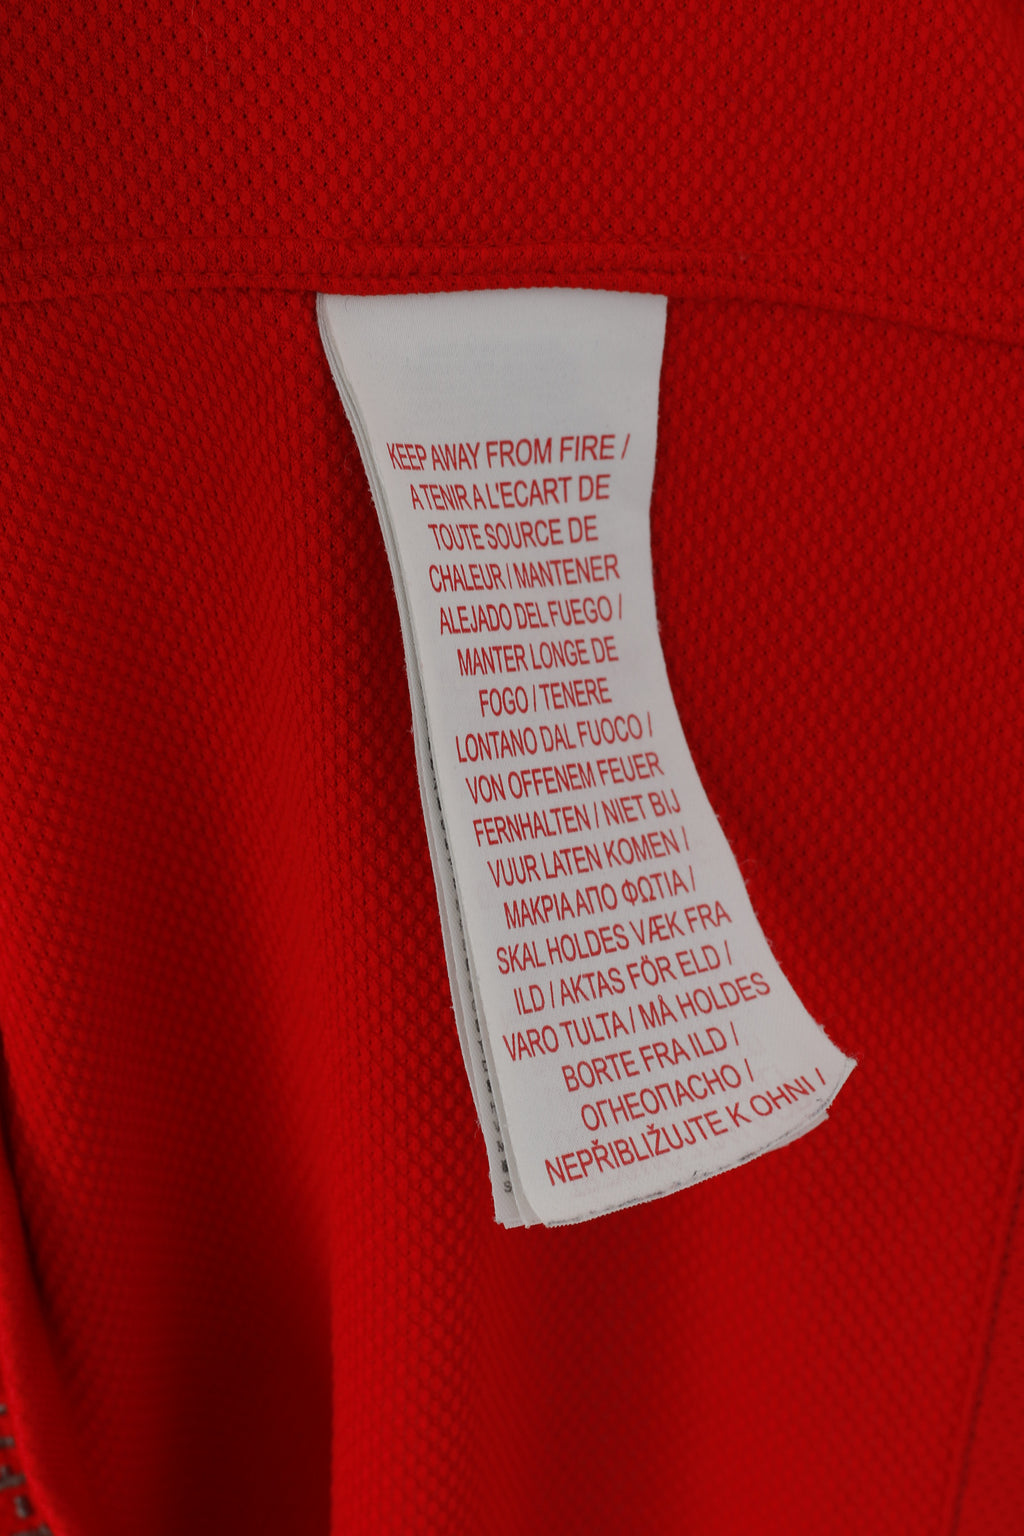 KEEP AWAY FROM FIRE /
A TENIR A L'ECART DE
TOUTE SOURCE DE
CHALEUR / MANTENER
ALEJADO DEL FUEGO /
MANTER LONGE DE
FOGO / TENERE
LONTANO DAL FUOCO /
VON OFFENEM FEUER
FERNHALTEN / NIET BIJ
VUUR LATEN KOMEN /
ΜΑΚΡΙΑ ΑΠΟ ΦΩΤΙΑ /
SKAL HOLDES VÆK FRA
ILD / AKTAS FÖR ELD /
VARO TULTA / MÅ HOLDES
BORTE FRA ILD /
ОГНЕОПАСНО /
NEPŘIBLIŽUJTE K OHNI /